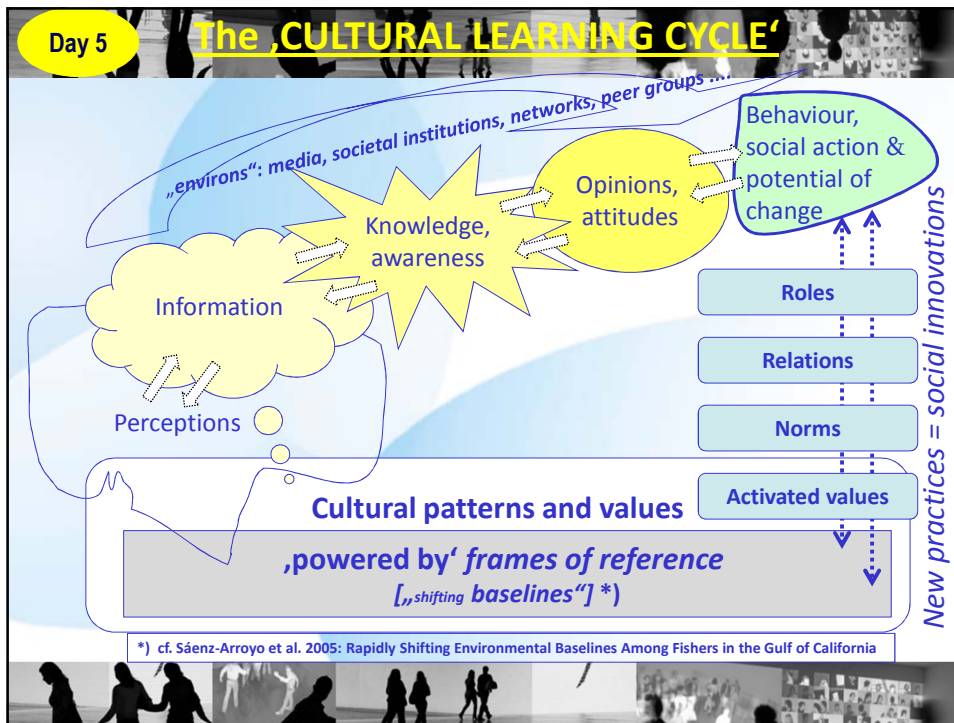 Day 5
The ‚CULTURAL LEARNING CYCLE‘
„environs“: media, societal institutions, networks, peer groups ....
Behaviour,
social action &
potential of
change
Opinions,
attitudes
Knowledge,
awareness
Information
Perceptions
Roles
Relations
Norms
Activated values
New practices = social innovations
Cultural patterns and values
‚powered by‘ frames of reference
[„shifting baselines“] *)
*) cf. Sáenz-Arroyo et al. 2005: Rapidly Shifting Environmental Baselines Among Fishers in the Gulf of California